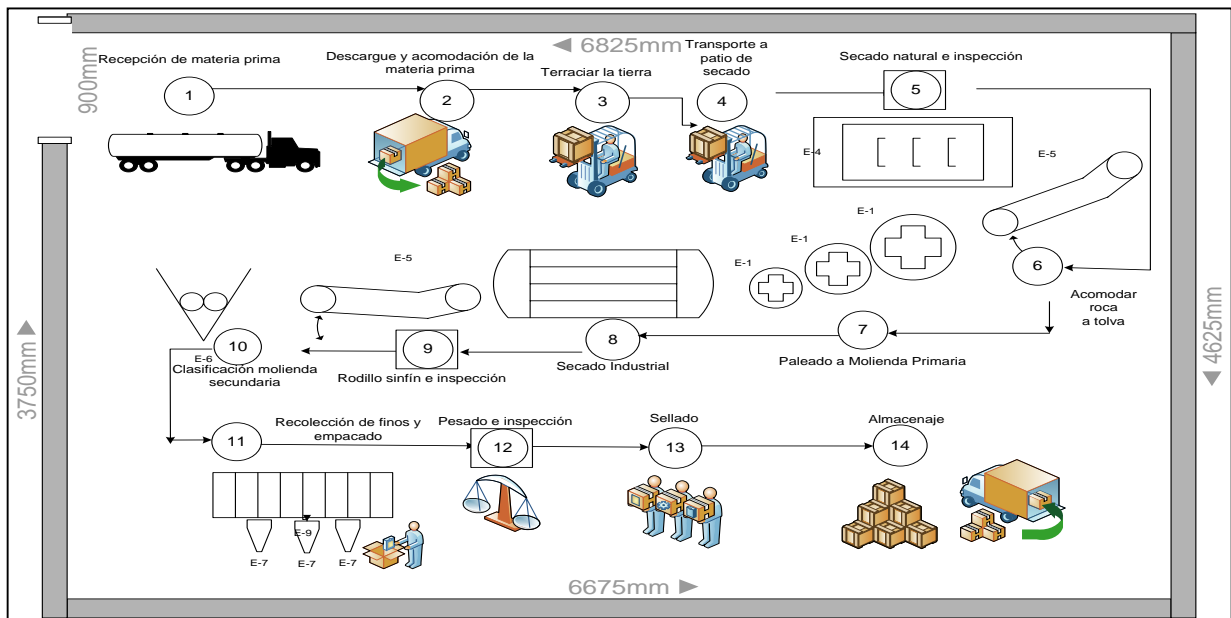 6825mm
900mm
Recepción de materia prima
1
Descargue y acomodación de la
materia prima
2
Terraciar la tierra
3
Transporte a
patio de
secado
4
Secado natural e inspección
5
E-4
E-5
E-1
E-1
E-1
6
Acomodar
roca
a tolva
7
Paleado a Molienda Primaria
8
Secado Industrial
E-5
9
Rodillo sinfín e inspección
10
E-6
Clasificación molienda
secundaria
3750mm
4625mm
11
Recolección de finos y
empacado
Pesado e inspección
12
Sellado
13
Almacenaje
14
E-9
E-7
E-7
E-7
6675mm